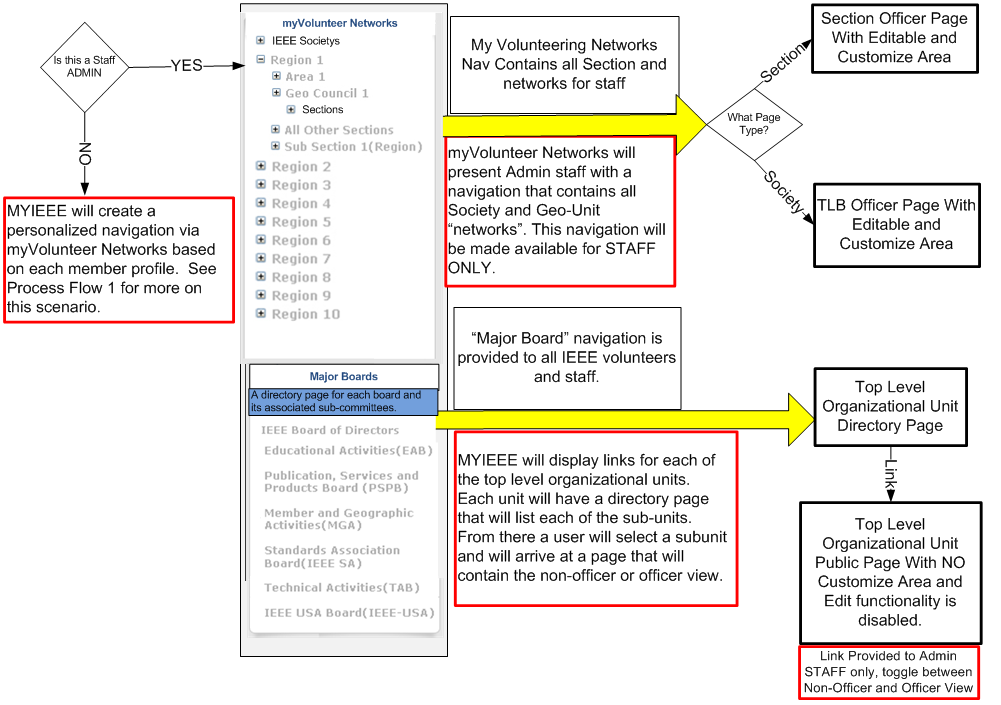 Is this a Staff
ADMIN
YES
NO
MYIEEE will create a
personalized navigation via
myVolunteer Networks based
on each member profile.  See
Process Flow 1 for more on
this scenario.
myVolunteer Networks
IEEE Societys
Region 1
Area 1
Geo Council 1
Sections
All Other Sections
Sub Section 1(Region)
Region 2
Region 3
Region 4
Region 5
Region 6
Region 7
Region 8
Region 9
Region 10
Major Boards
A directory page for each board and
its associated sub-committees.
IEEE Board of Directors
Educational Activities(EAB)
Publication, Services and
Products Board (PSPB)
Member and Geographic
Activities(MGA)
Standards Association
Board(IEEE SA)
Technical Activities(TAB)
IEEE USA Board(IEEE-USA)
My Volunteering Networks
Nav Contains all Section and
networks for staff
myVolunteer Networks will
present Admin staff with a
navigation that contains all
Society and Geo-Unit
“networks”. This navigation will
be made available for STAFF
ONLY.
“Major Board” navigation is
provided to all IEEE volunteers
and staff.
MYIEEE will display links for each of
the top level organizational units.
Each unit will have a directory page
that will list each of the sub-units.
From there a user will select a subunit
and will arrive at a page that will
contain the non-officer or officer view.
What Page
Type?
Section
Society
Section Officer Page
With Editable and
Customize Area
TLB Officer Page With
Editable and
Customize Area
Top Level
Organizational Unit
Directory Page
Link
Top Level
Organizational Unit
Public Page With NO
Customize Area and
Edit functionality is
disabled.
Link Provided to Admin
STAFF only, toggle between
Non-Officer and Officer View